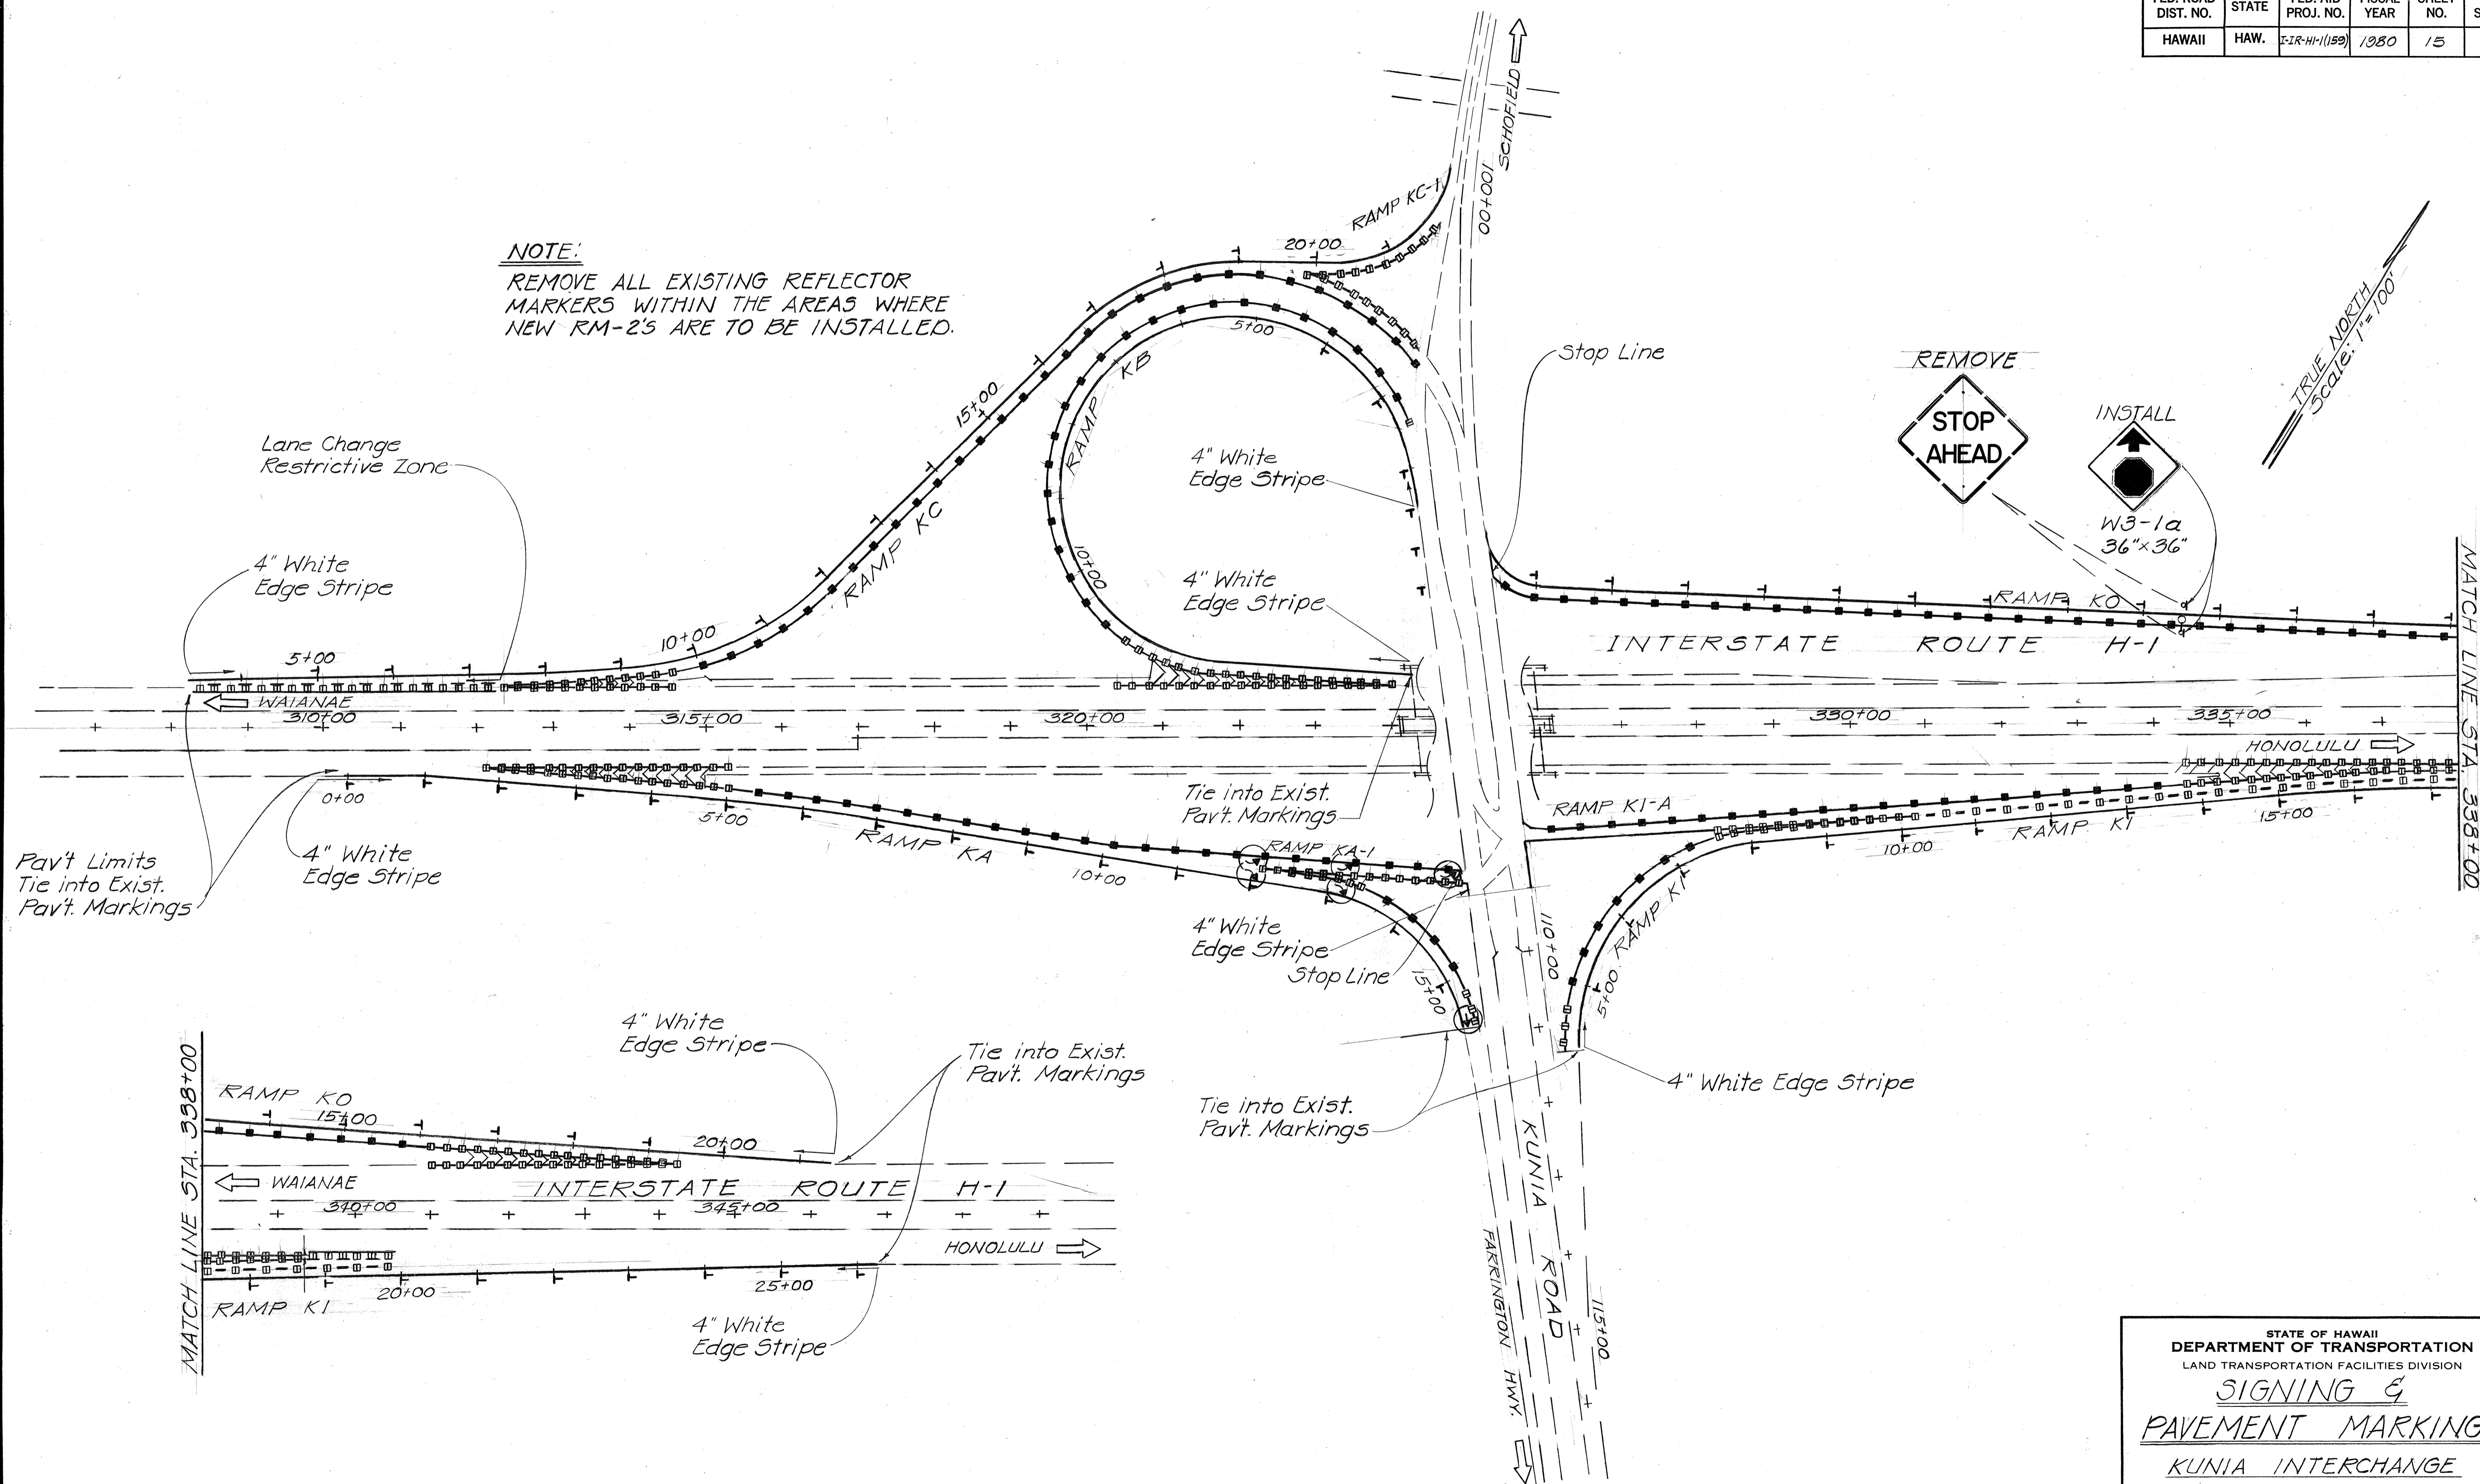 DIST. NO.
STATE
PROJ. NO.
YEAR
NO.
HAWAII
HAW.
I-IR-HI-1(159)
1980
15
SCHOFIELD
100+00
RAMP KC-1
20+00
NOTE:
REMOVE ALL EXISTING REFLECTOR
MARKERS WITHIN THE AREAS WHERE
NEW RM-2'S ARE TO BE INSTALLED.
TRUE NORTH
Scale: 1"=100'
5+00
Stop Line
REMOVE
STOP
AHEAD
INSTALL
W3-1a
36"x36"
15+00
RAMP KB
Lane Change
Restrictive Zone
4" White
Edge Stripe
RAMP KC
10+00
4" White
Edge Stripe
4" White
Edge Stripe
MATCH LINE STA. 338+00
RAMP KO
INTERSTATE ROUTE H-1
10+00
5+00
WAIANAE
310+00
315+00
320+00
330+00
335+00
HONOLULU
0+00
5+00
Tie into Exist.
Pav't. Markings
RAMP K1-A
RAMP K1
15+00
10+00
RAMP KA
RAMP KA-1
10+00
Pav't Limits
Tie into Exist.
Pav't. Markings
4" White
Edge Stripe
4" White
Edge Stripe
Stop Line
15+00
110+00
RAMP K1
5+00
4" White
Edge Stripe
Tie into Exist.
Pav't. Markings
4" White Edge Stripe
Tie into Exist.
Pav't. Markings
MATCH LINE STA. 338+00
RAMP KO
15+00
20+00
WAIANAE
INTERSTATE ROUTE H-1
340+00
345+00
HONOLULU
20+00
25+00
RAMP K1
4" White
Edge Stripe
KUNIA ROAD
FARRINGTON HWY.
115+00
STATE OF HAWAII
DEPARTMENT OF TRANSPORTATION
LAND TRANSPORTATION FACILITIES DIVISION
SIGNING &
PAVEMENT MARKING
KUNIA INTERCHANGE